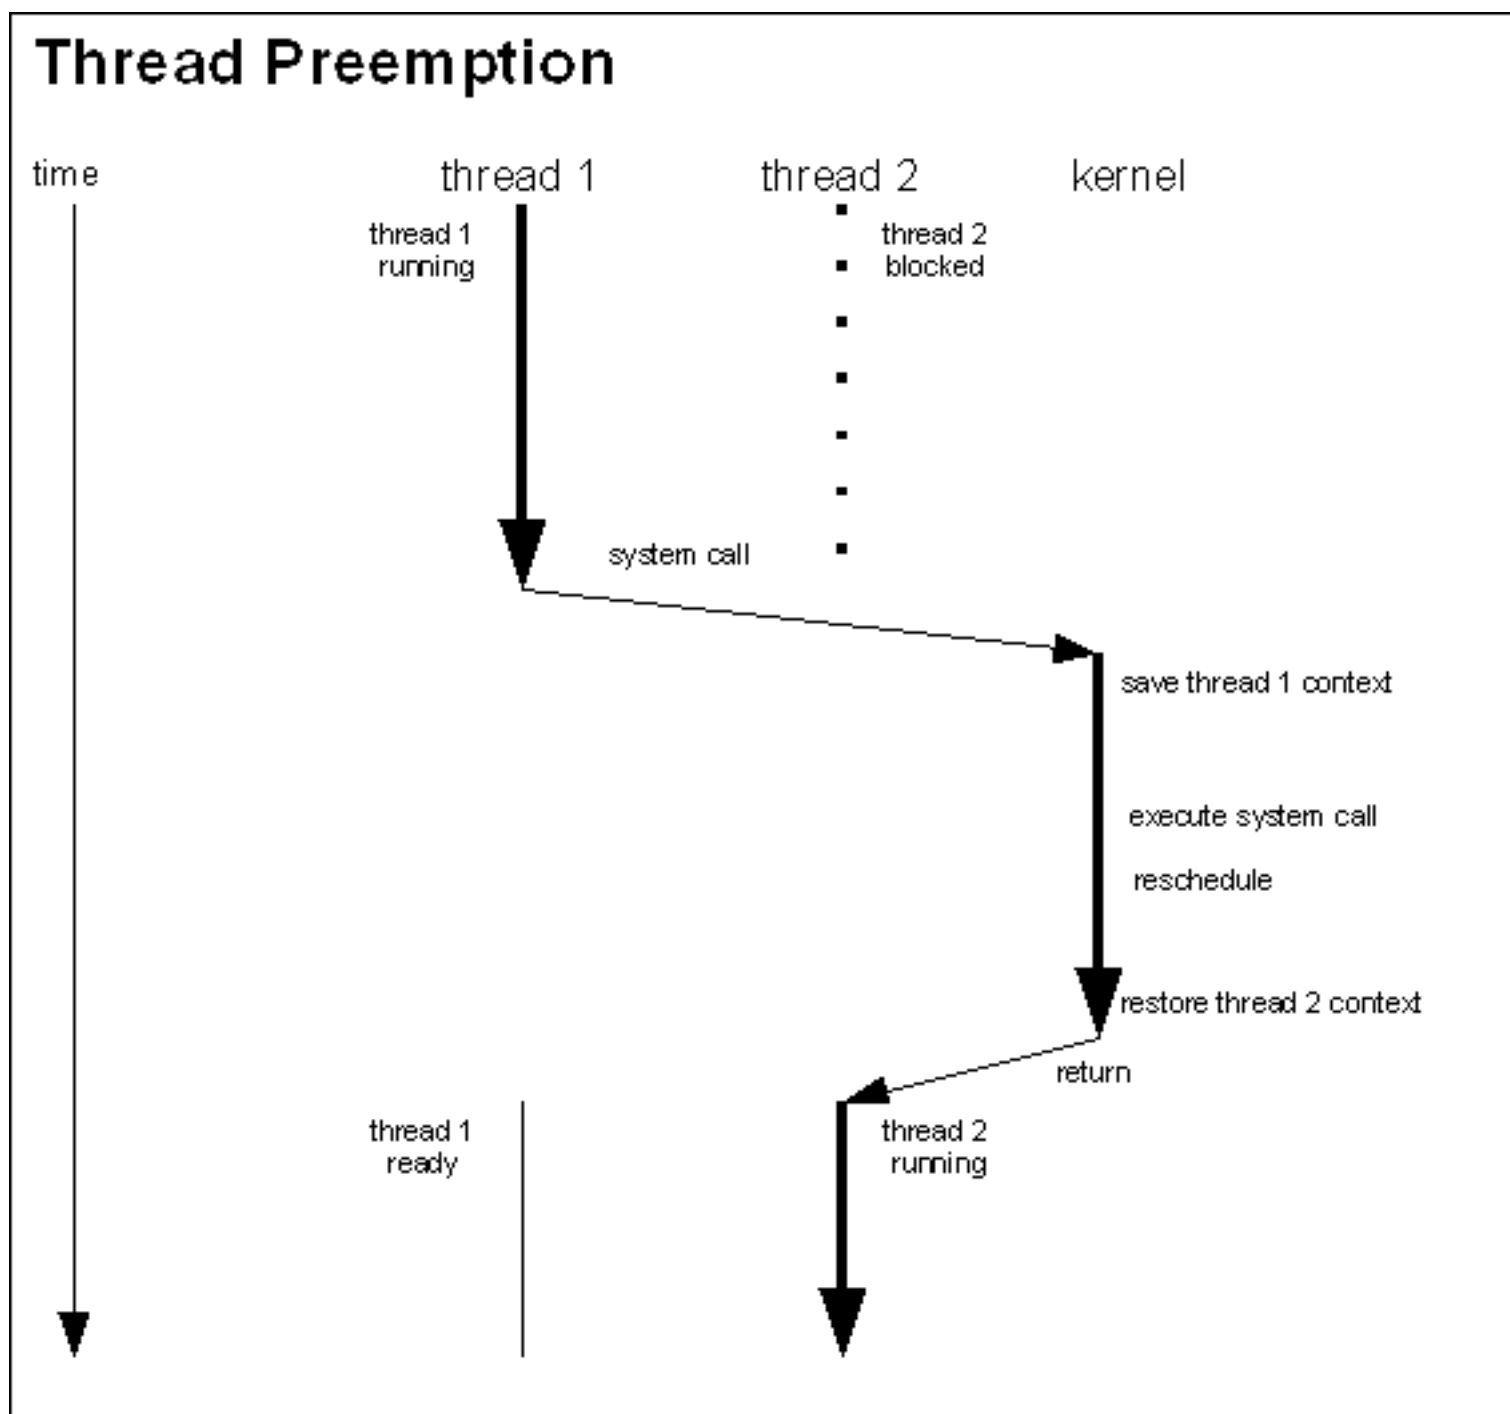 Thread Preemption
time
thread 1
thread 2
kernel
thread 1
running
thread 2
blocked
system call
save thread 1 context
execute system call
reschedule
restore thread 2 context
return
thread 1
ready
thread 2
running